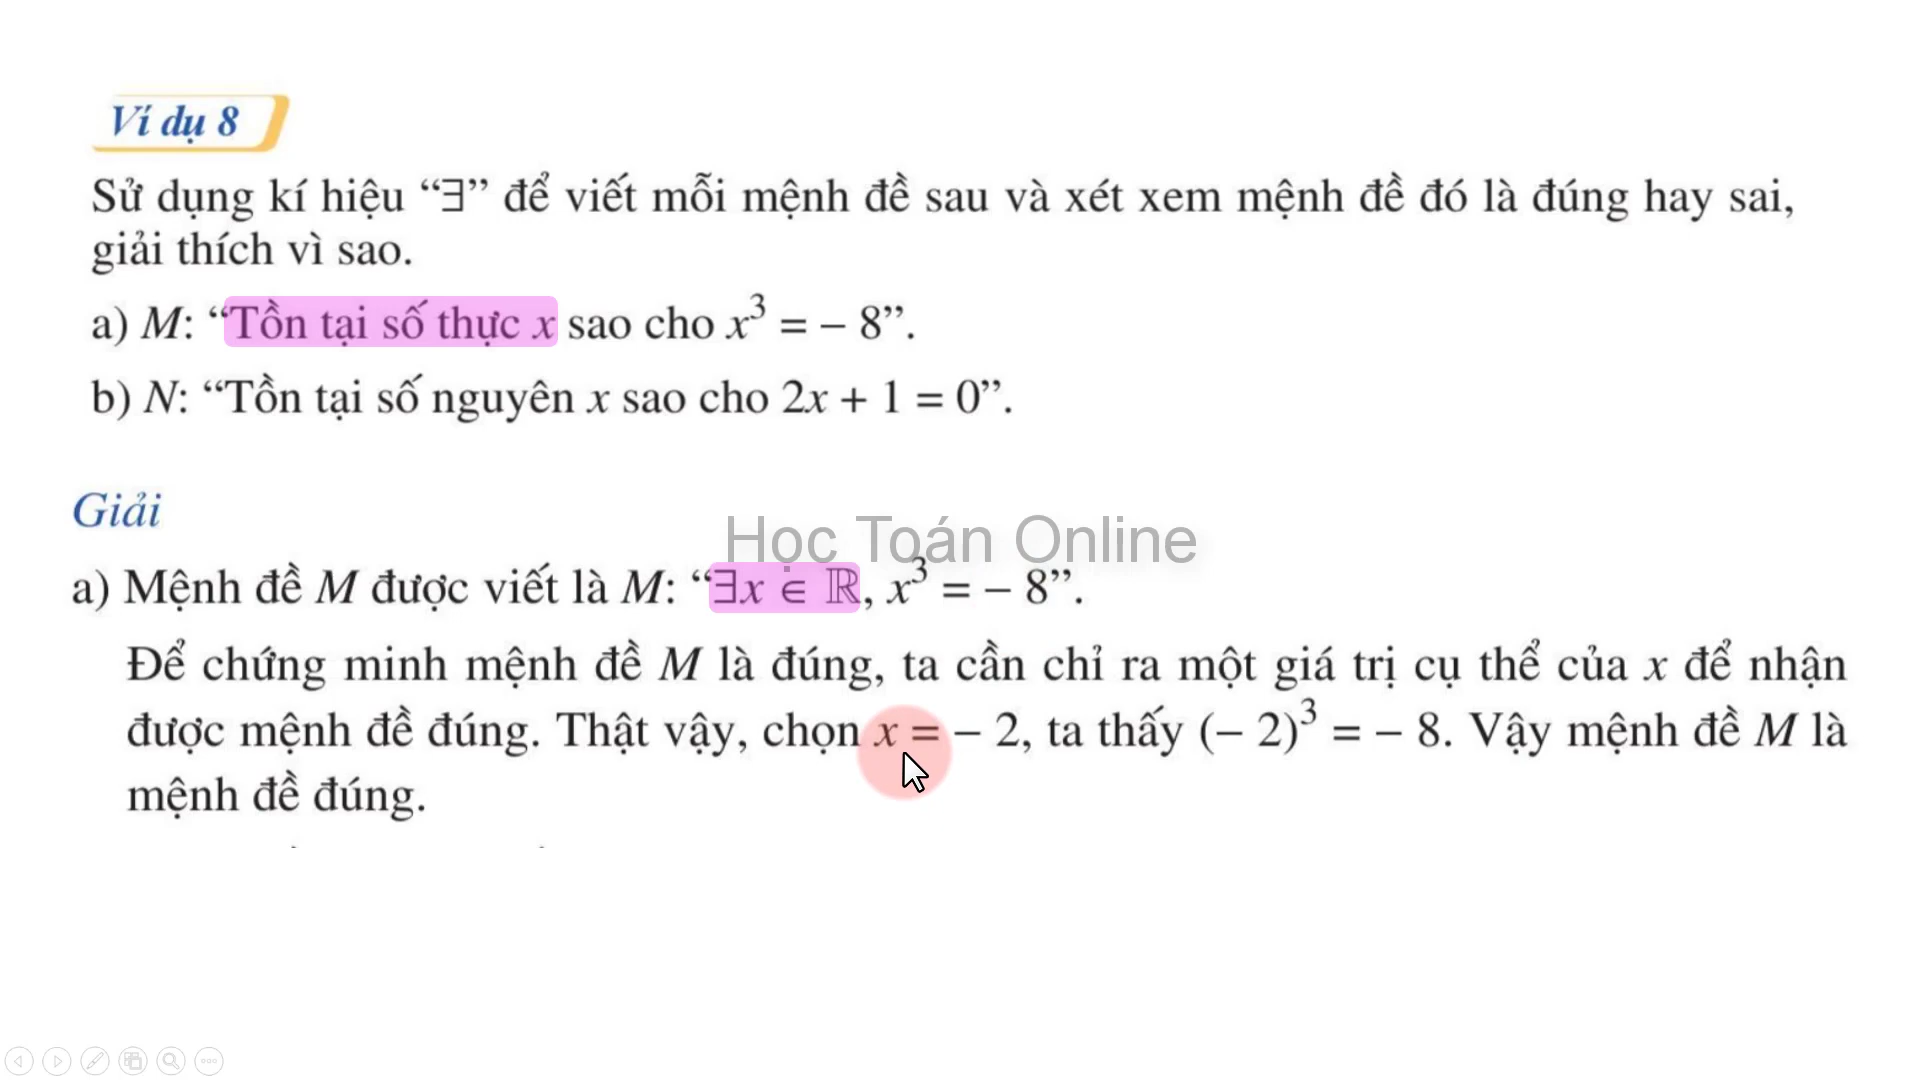 Ví dụ 8
Sử dụng kí hiệu “∃” để viết mỗi mệnh đề sau và xét xem mệnh đề đó là đúng hay sai,
giải thích vì sao.
a) M: “Tồn tại số thực x sao cho x³ = – 8”.
b) N: “Tồn tại số nguyên x sao cho 2x + 1 = 0”.
Giải
Học Toán Online
a) Mệnh đề M được viết là M: “∃x ∈ ℝ, x³ = – 8”.
Để chứng minh mệnh đề M là đúng, ta cần chỉ ra một giá trị cụ thể của x để nhận
được mệnh đề đúng. Thật vậy, chọn x = – 2, ta thấy (– 2)³ = – 8. Vậy mệnh đề M là
mệnh đề đúng.